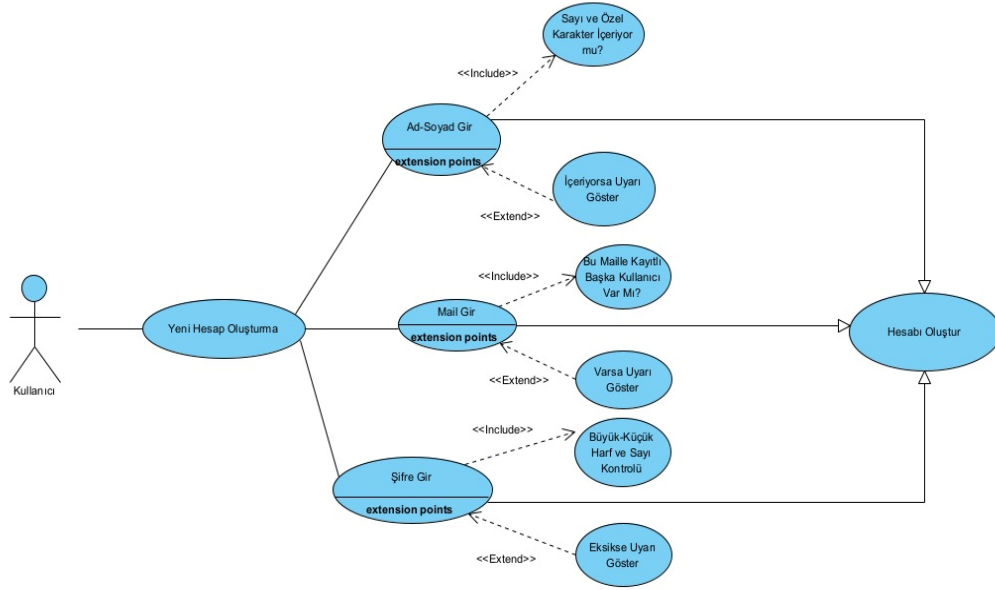 Sayı ve Özel
Karakter İçeriyor
mu?
<<Include>>
Ad-Soyad Gir
extension points
İçeriyorsa Uyarı
Göster
<<Extend>>
Bu Maille Kayıtlı
Başka Kullanıcı
Var Mı?
<<Include>>
Mail Gir
extension points
Yeni Hesap Oluşturma
Hesabı Oluştur
Kullanıcı
<<Extend>>
Varsa Uyarı
Göster
<<Include>>
Büyük-Küçük
Harf ve Sayı
Kontrolü
Şifre Gir
extension points
<<Extend>>
Eksikse Uyarı
Göster